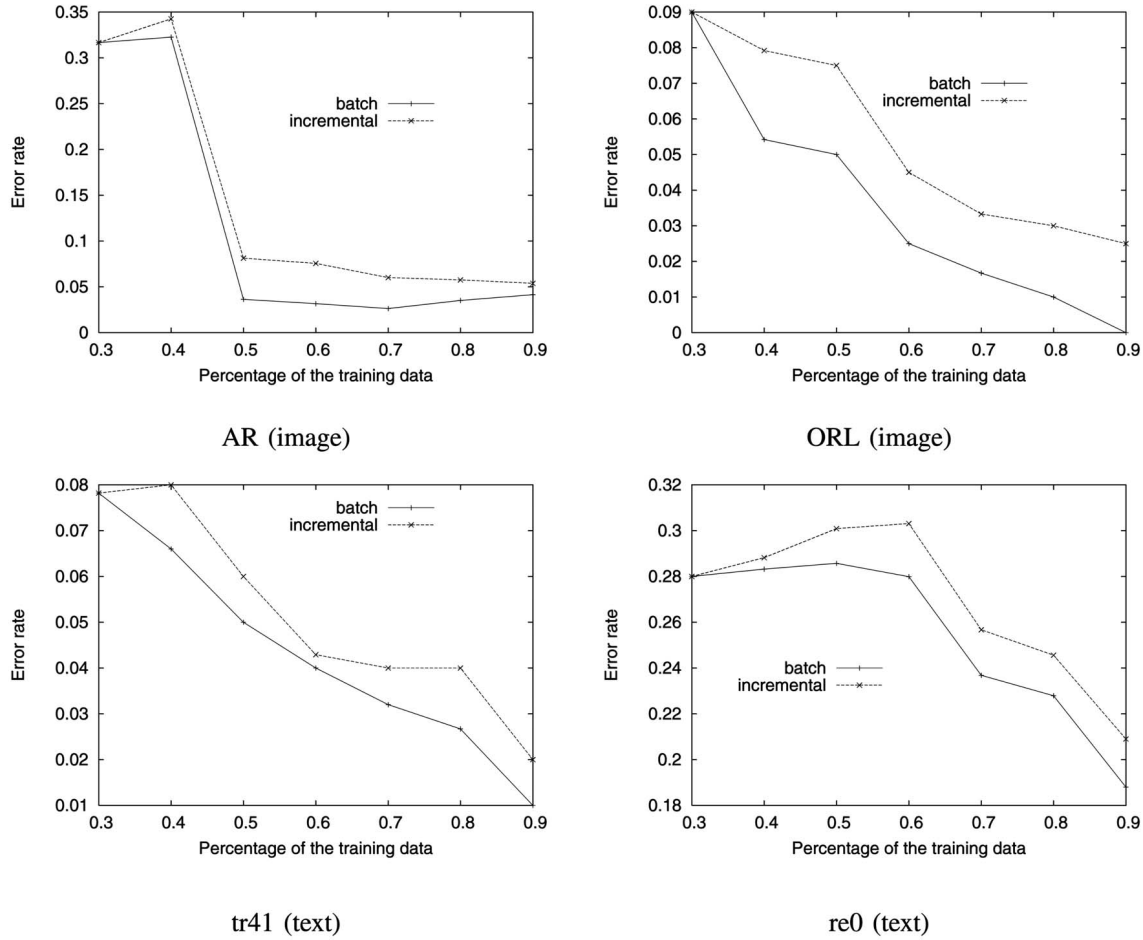 0.35
0.3
0.35
0.3
0.25
0.2
0.15
0.1
0.05
0
Error rate
batch
incremental
0.3 0.4 0.5 0.6 0.7 0.8 0.9
Percentage of the training data
AR (image)
0.09
0.08
0.07
0.06
0.05
0.04
0.03
0.02
0.01
0
Error rate
batch
incremental
0.3 0.4 0.5 0.6 0.7 0.8 0.9
Percentage of the training data
ORL (image)
0.08
0.07
0.06
0.05
0.04
0.03
0.02
0.01
Error rate
batch
incremental
0.3 0.4 0.5 0.6 0.7 0.8 0.9
Percentage of the training data
tr41 (text)
0.32
0.3
0.28
0.26
0.24
0.22
0.2
0.18
Error rate
batch
incremental
0.3 0.4 0.5 0.6 0.7 0.8 0.9
Percentage of the training data
re0 (text)